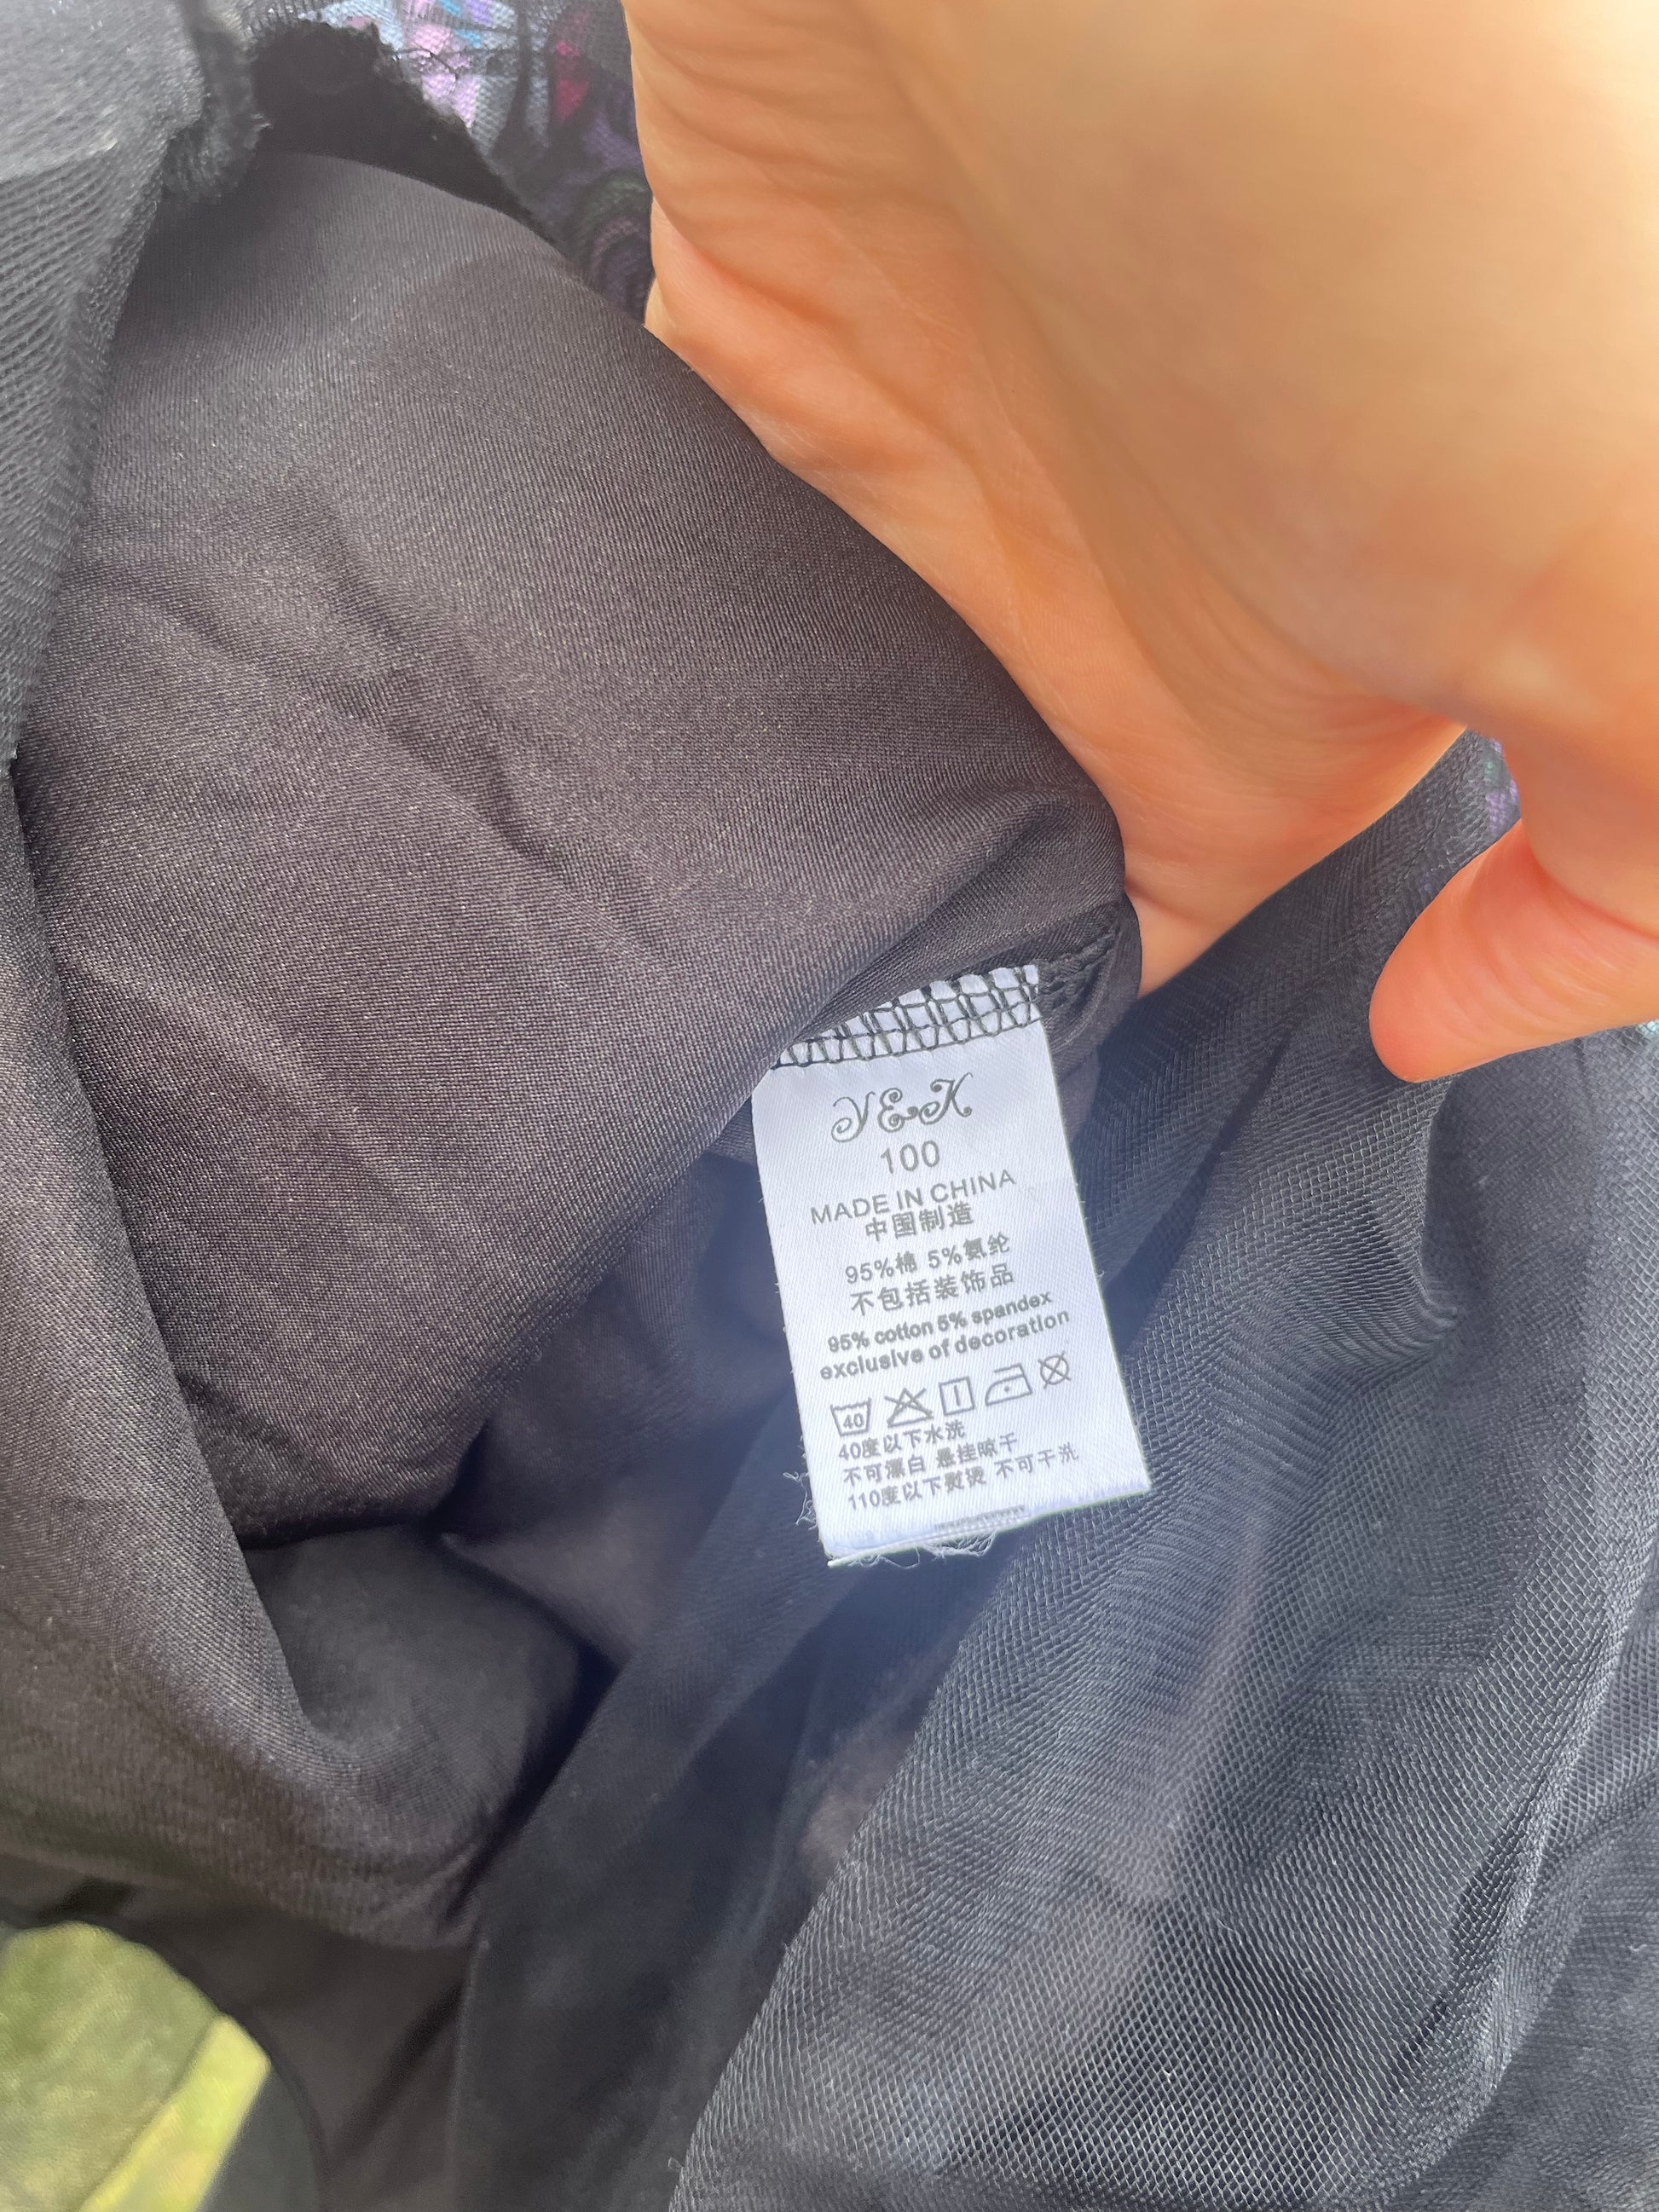 Y&K
100
MADE IN CHINA
中国制造
95%棉 5%氨纶
不包括装饰品
95% cotton 5% spandex
exclusive of decoration
40
40度以下水洗
不可漂白 悬挂晾干
110度以下熨烫 不可干洗